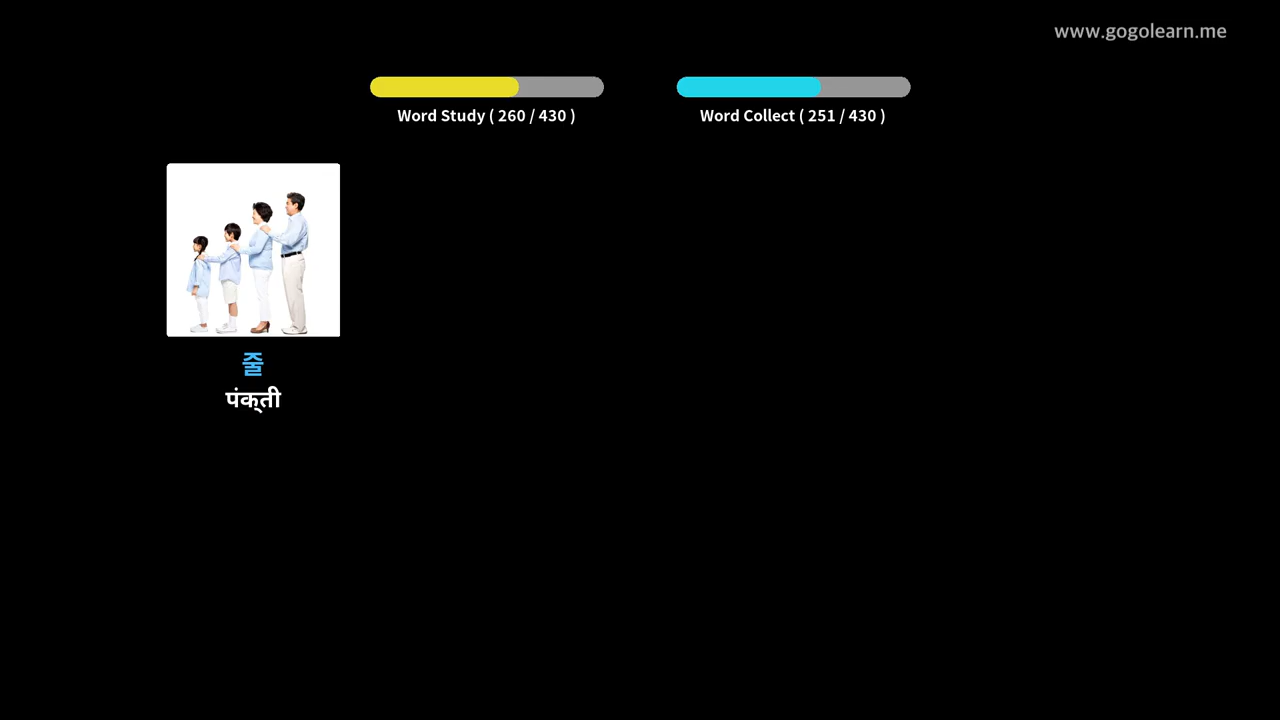 www.gogolearn.me
Word Study ( 260 / 430 )
Word Collect ( 251 / 430 )
줄
पंक्ती